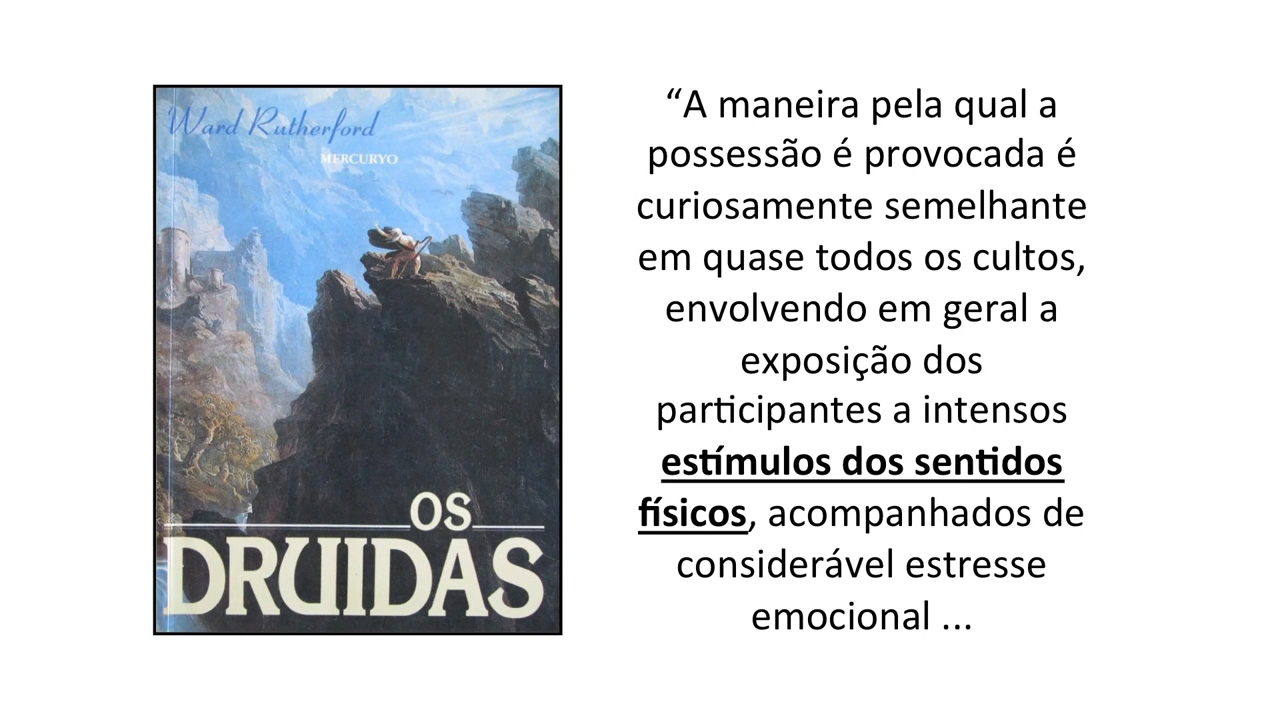 Ward Rutherford
MERCURYO
OS
DRUIDAS
“A maneira pela qual a
possessão é provocada é
curiosamente semelhante
em quase todos os cultos,
envolvendo em geral a
exposição dos
participantes a intensos
estímulos dos sentidos
físicos, acompanhados de
considerável estresse
emocional ...